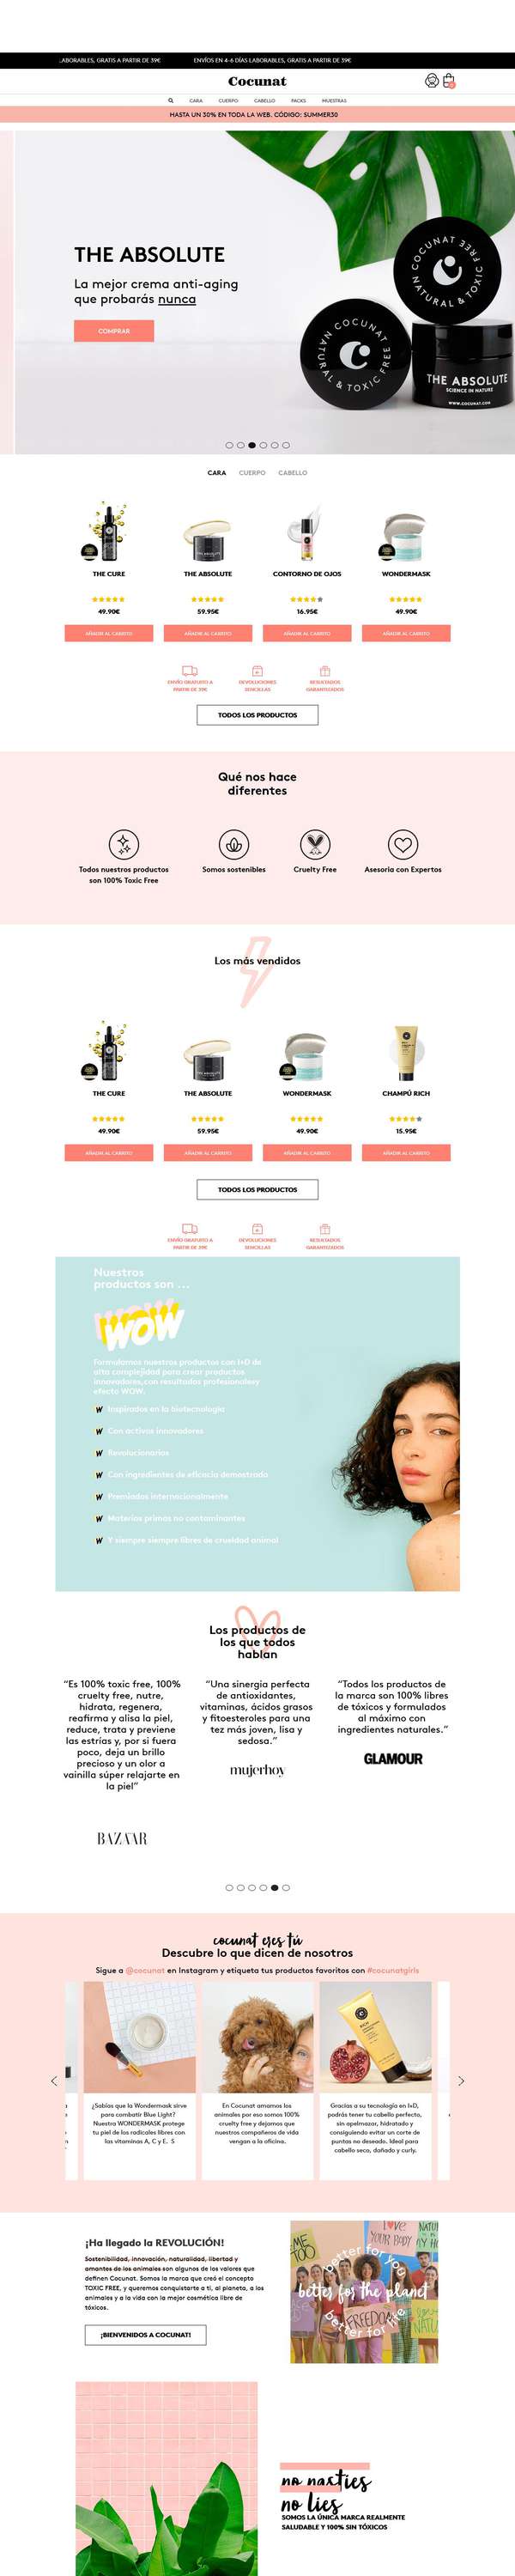 .ABORABLES, GRATIS A PARTIR DE 39€ ENVÍOS EN 4-6 DÍAS LABORABLES, GRATIS A PARTIR DE 39€
Cocunat
CARA CUERPO CABELLO PACKS MUESTRAS
HASTA UN 30% EN TODA LA WEB. CÓDIGO: SUMMER30
THE ABSOLUTE
La mejor crema anti-aging
que probarás nunca
COMPRAR
COCUNAT
NATURAL & TOXIC FREE
COCUNAT
NATURAL & TOXIC FREE
THE ABSOLUTE
SCIENCE IN NATURE
www.cocunat.com
CARA CUERPO CABELLO
THE CURE THE ABSOLUTE CONTORNO DE OJOS WONDERMASK
49.90€ 59.95€ 16.95€ 49.90€
AÑADIR AL CARRITO AÑADIR AL CARRITO AÑADIR AL CARRITO AÑADIR AL CARRITO
ENVÍO GRATUITO A DEVOLUCIONES RESULTADOS
PARTIR DE 39€ SENCILLAS GARANTIZADOS
TODOS LOS PRODUCTOS
Qué nos hace
diferentes
Todos nuestros productos Somos sostenibles Cruelty Free Asesoría con Expertos
son 100% Toxic Free
Los más vendidos
THE CURE THE ABSOLUTE WONDERMASK CHAMPÚ RICH
49.90€ 59.95€ 49.90€ 15.95€
AÑADIR AL CARRITO AÑADIR AL CARRITO AÑADIR AL CARRITO AÑADIR AL CARRITO
TODOS LOS PRODUCTOS
ENVÍO GRATUITO A DEVOLUCIONES RESULTADOS
PARTIR DE 39€ SENCILLAS GARANTIZADOS
Nuestros
productos son ...
WOW
Formulamos nuestros productos con I+D de
alta complejidad para crear productos
innovadores,con resultados profesionalesy
efecto WOW.
W Inspirados en la biotecnología
W Con activos innovadores
W Revolucionarios
W Con ingredientes de eficacia demostrada
W Premiados internacionalmente
W Materias primas no contaminantes
W Y siempre siempre libres de crueldad animal
Los productos de
los que todos
hablan
“Es 100% toxic free, 100%
cruelty free, nutre,
hidrata, regenera,
reafirma y alisa la piel,
reduce, trata y previene
las estrías y, por si fuera
poco, deja un brillo
precioso y un olor a
vainilla súper relajarte en
la piel”
BAZAAR
“Una sinergia perfecta
de antioxidantes,
vitaminas, ácidos grasos
y fitoesteroles para una
tez más joven, lisa y
sedosa.”
mujerhoy
“Todos los productos de
la marca son 100% libres
de tóxicos y formulados
al máximo con
ingredientes naturales.”
GLAMOUR
cocunat eres tú
Descubre lo que dicen de nosotros
Sigue a @cocunat en Instagram y etiqueta tus productos favoritos con #cocunatgirls
RICH
¿Sabías que la Wondermask sirve
para combatir Blue Light?
Nuestra WONDERMASK protege
tu piel de los radicales libres con
las vitaminas A, C y E. S
En Cocunat amamos los
animales por eso somos 100%
cruelty free y dejamos que
nuestros compañeros de vida
vengan a la oficina.
Gracias a su tecnología en I+D,
podrás tener tu cabello perfecto,
sin apelmazar, hidratado y
consiguiendo evitar un corte de
puntas no deseado. Ideal para
cabello seco, dañado y curly.
¡Ha llegado la REVOLUCIÓN!
Sostenibilidad, innovación, naturalidad, libertad y
amantes de los animales son algunos de los valores que
definen Cocunat. Somos la marca que creó el concepto
TOXIC FREE, y queremos conquistarte a ti, al planeta, a los
animales y a la vida con la mejor cosmética libre de
tóxicos.
¡BIENVENIDOS A COCUNAT!
ME
TOO
I LOVE
YOUR BODY
better for you
better for the planet
FREEDOM
better for life
no nasties
no lies
SOMOS LA ÚNICA MARCA REALMENTE
SALUDABLE Y 100% SIN TÓXICOS